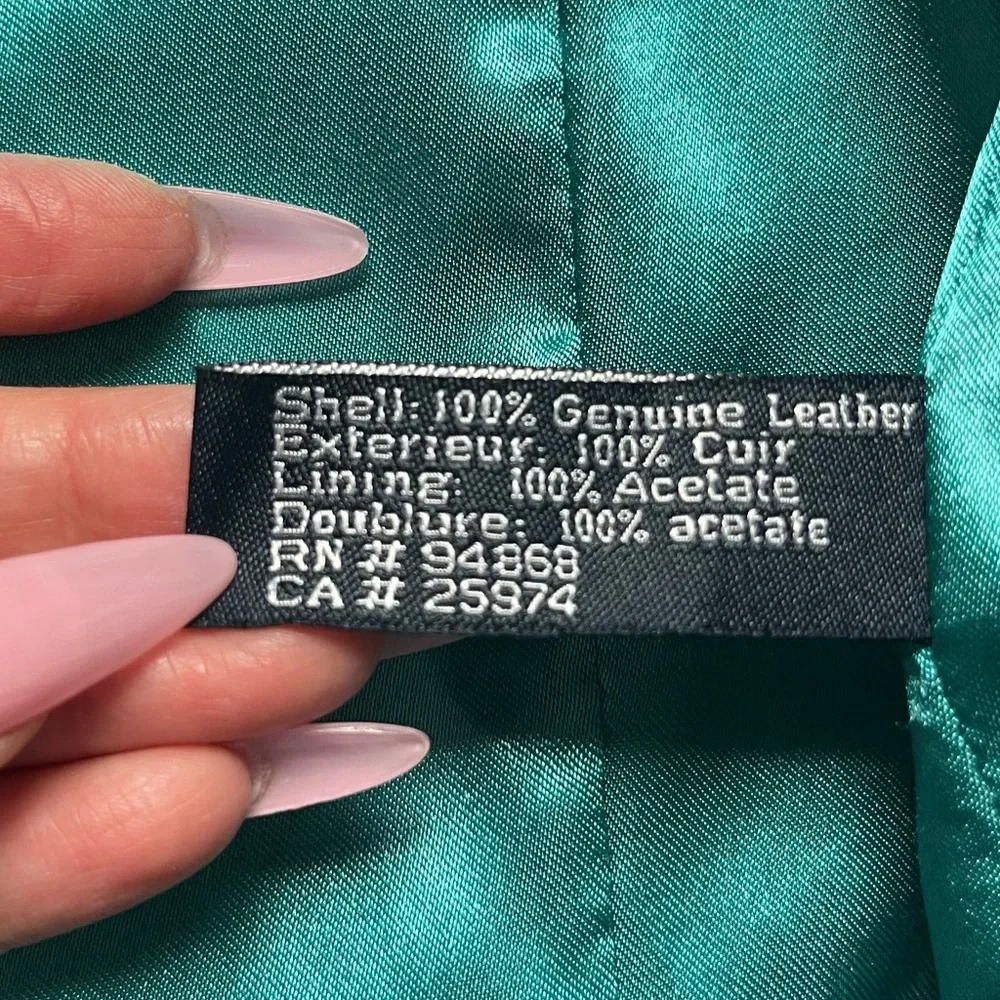 Shell: 100% Genuine Leather
Exterieur: 100% Cuir
Lining: 100% Acetate
Doublure: 100% acetate
RN # 94868
CA # 25974